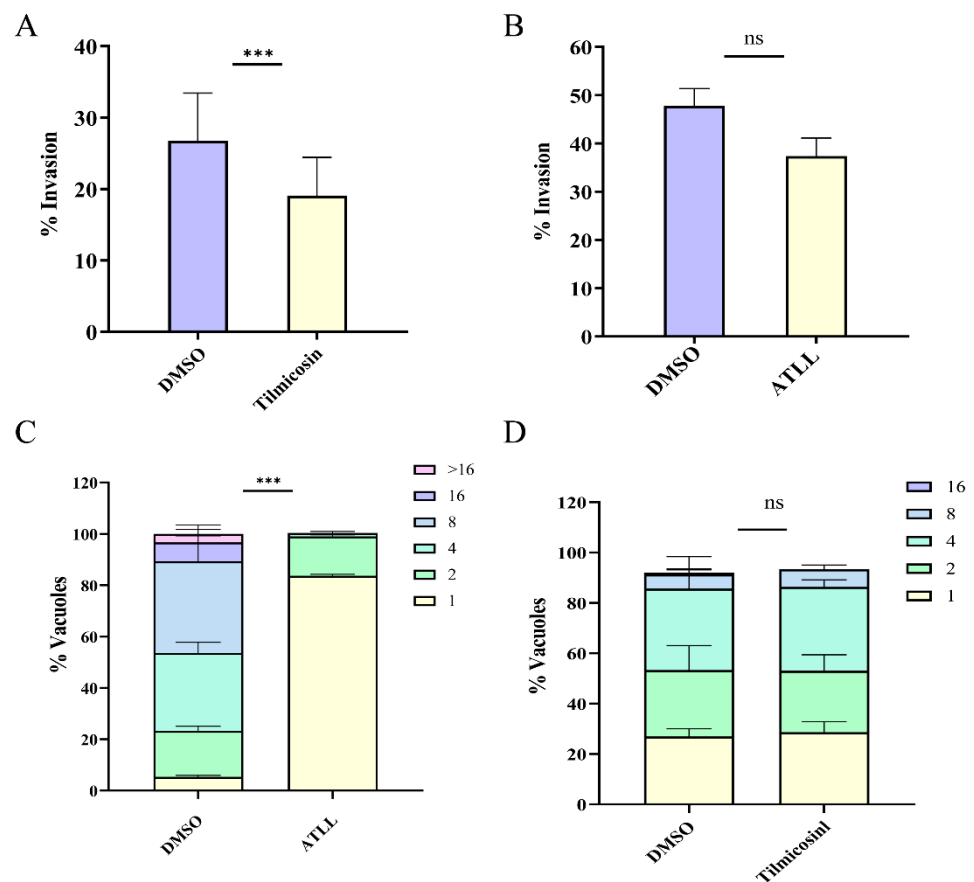 A
% Invasion
40
30
20
10
0
***
DMSO
Tilmicosin
B
% Invasion
60
50
40
30
20
10
0
ns
DMSO
ATLL
C
% Vacuoles
120
100
80
60
40
20
0
***
DMSO
ATLL
>16
16
8
4
2
1
D
% Vacuoles
120
100
80
60
40
20
0
ns
DMSO
Tilmicosinl
16
8
4
2
1